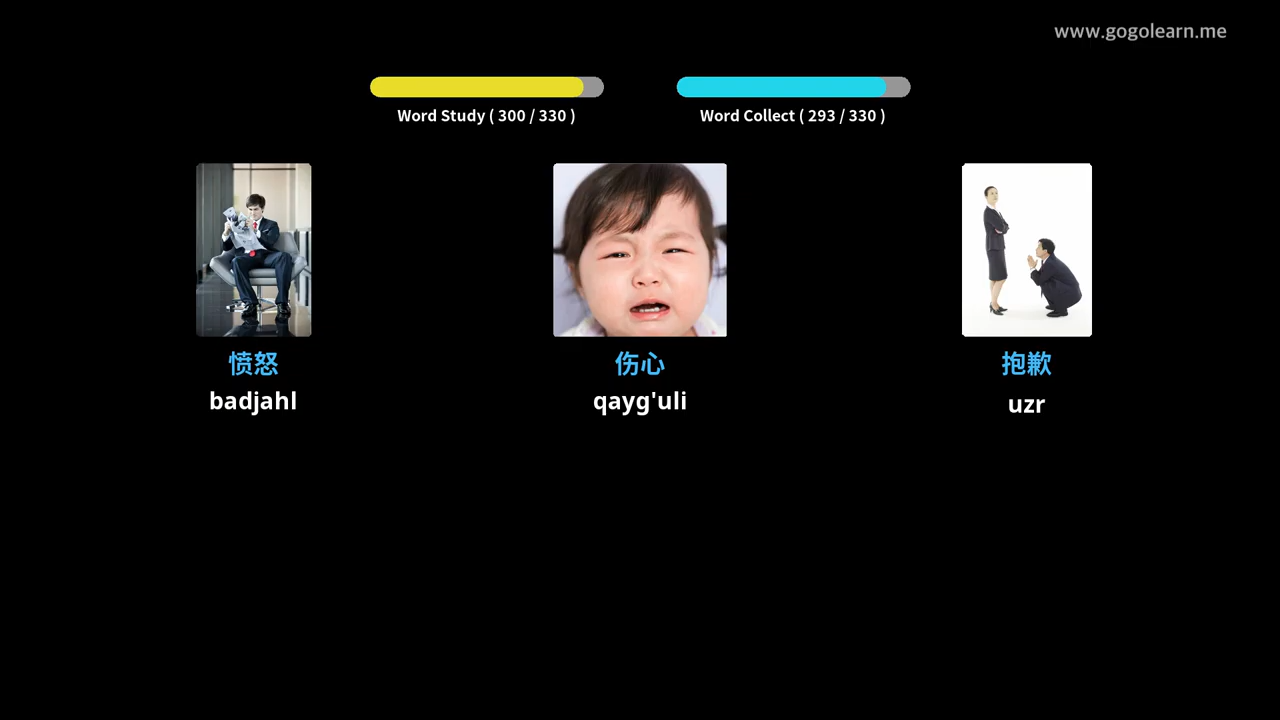 www.gogolearn.me
Word Study ( 300 / 330 )
Word Collect ( 293 / 330 )
愤怒
badjahl
伤心
qayg'uli
抱歉
uzr